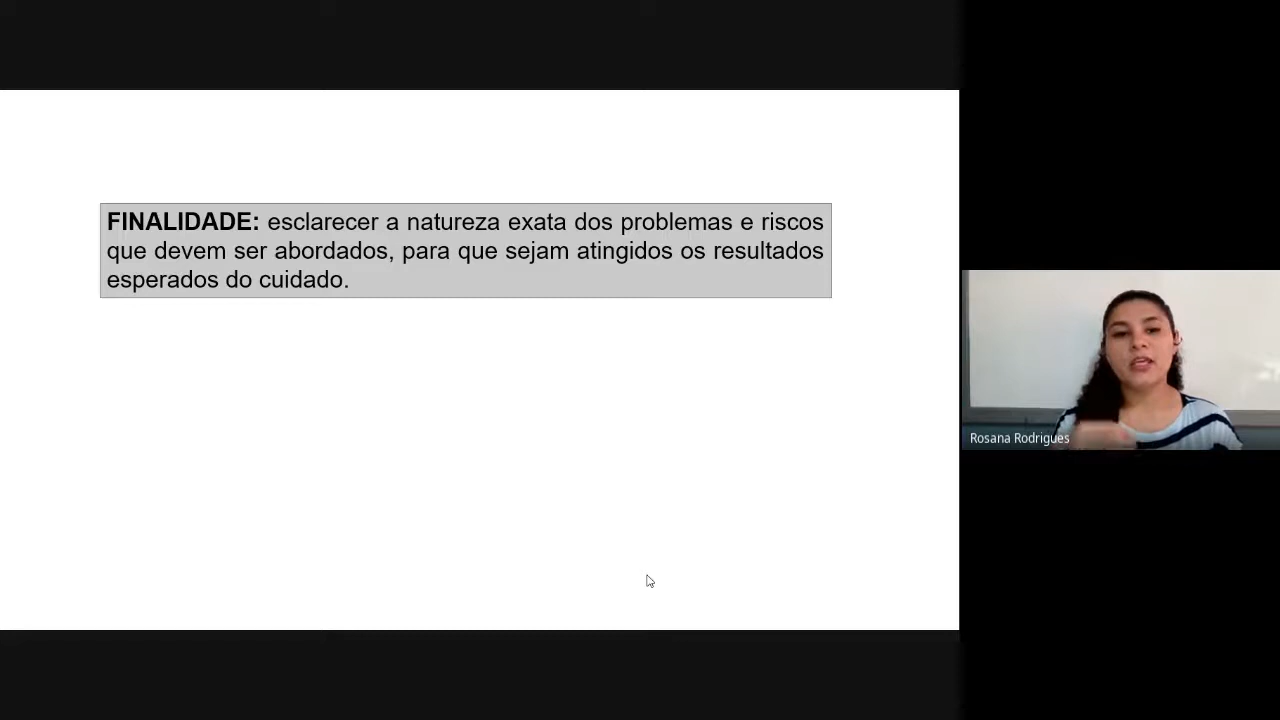 FINALIDADE: esclarecer a natureza exata dos problemas e riscos
que devem ser abordados, para que sejam atingidos os resultados
esperados do cuidado.
Rosana Rodrigues